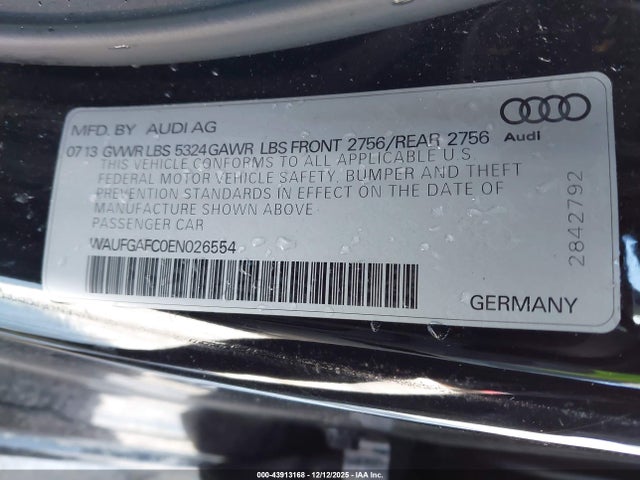 MFD. BY AUDI AG
0713 GVWR LBS 5324 GAWR LBS FRONT 2756/REAR 2756
Audi
THIS VEHICLE CONFORMS TO ALL APPLICABLE U.S.
FEDERAL MOTOR VEHICLE SAFETY, BUMPER AND THEFT
PREVENTION STANDARDS IN EFFECT ON THE DATE OF
MANUFACTURE SHOWN ABOVE.
PASSENGER CAR
WAUFGAFC0EN026554
2842792
GERMANY
000-43913168 - 12/12/2025 - IAA Inc.